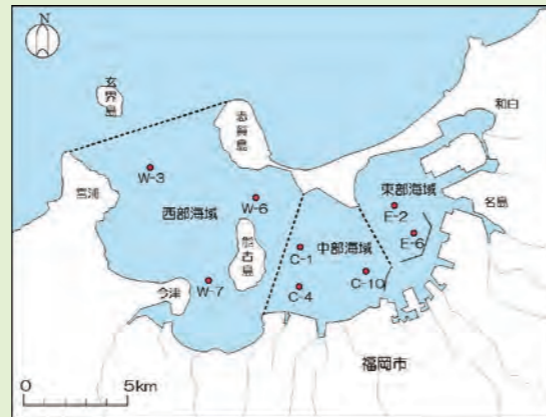 N
玄界島
志賀島
和白
W-3
東部海域
宮浦
西部海域
W-6
E-2
名島
能古島
E-6
C-1
中部海域
今津
W-7
C-4
C-10
福岡市
0 5km